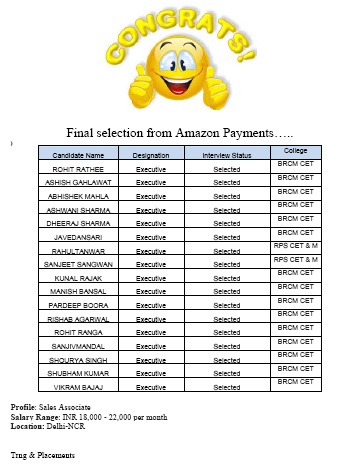 CONGRATS!
Final selection from Amazon Payments…..
)
Candidate Name Designation Interview Status College
ROHIT RATHEE Executive Selected BRCM CET
ASHISH GAHLAWAT Executive Selected BRCM CET
ABHISHEK MAHLA Executive Selected BRCM CET
ASHWANI SHARMA Executive Selected BRCM CET
DHEERAJ SHARMA Executive Selected BRCM CET
JAVEDANSARI Executive Selected BRCM CET
RAHULTANWAR Executive Selected RPS CET & M
SANJEET SANGWAN Executive Selected RPS CET & M
KUNAL RAJAK Executive Selected BRCM CET
MANISH BANSAL Executive Selected BRCM CET
PARDEEP BOORA Executive Selected BRCM CET
RISHAB AGARWAL Executive Selected BRCM CET
ROHIT RANGA Executive Selected BRCM CET
SANJIVMANDAL Executive Selected BRCM CET
SHOURYA SINGH Executive Selected BRCM CET
SHUBHAM KUMAR Executive Selected BRCM CET
VIKRAM BAJAJ Executive Selected BRCM CET
Profile: Sales Associate
Salary Range: INR 18,000 - 22,000 per month
Location: Delhi-NCR
Trng & Placements